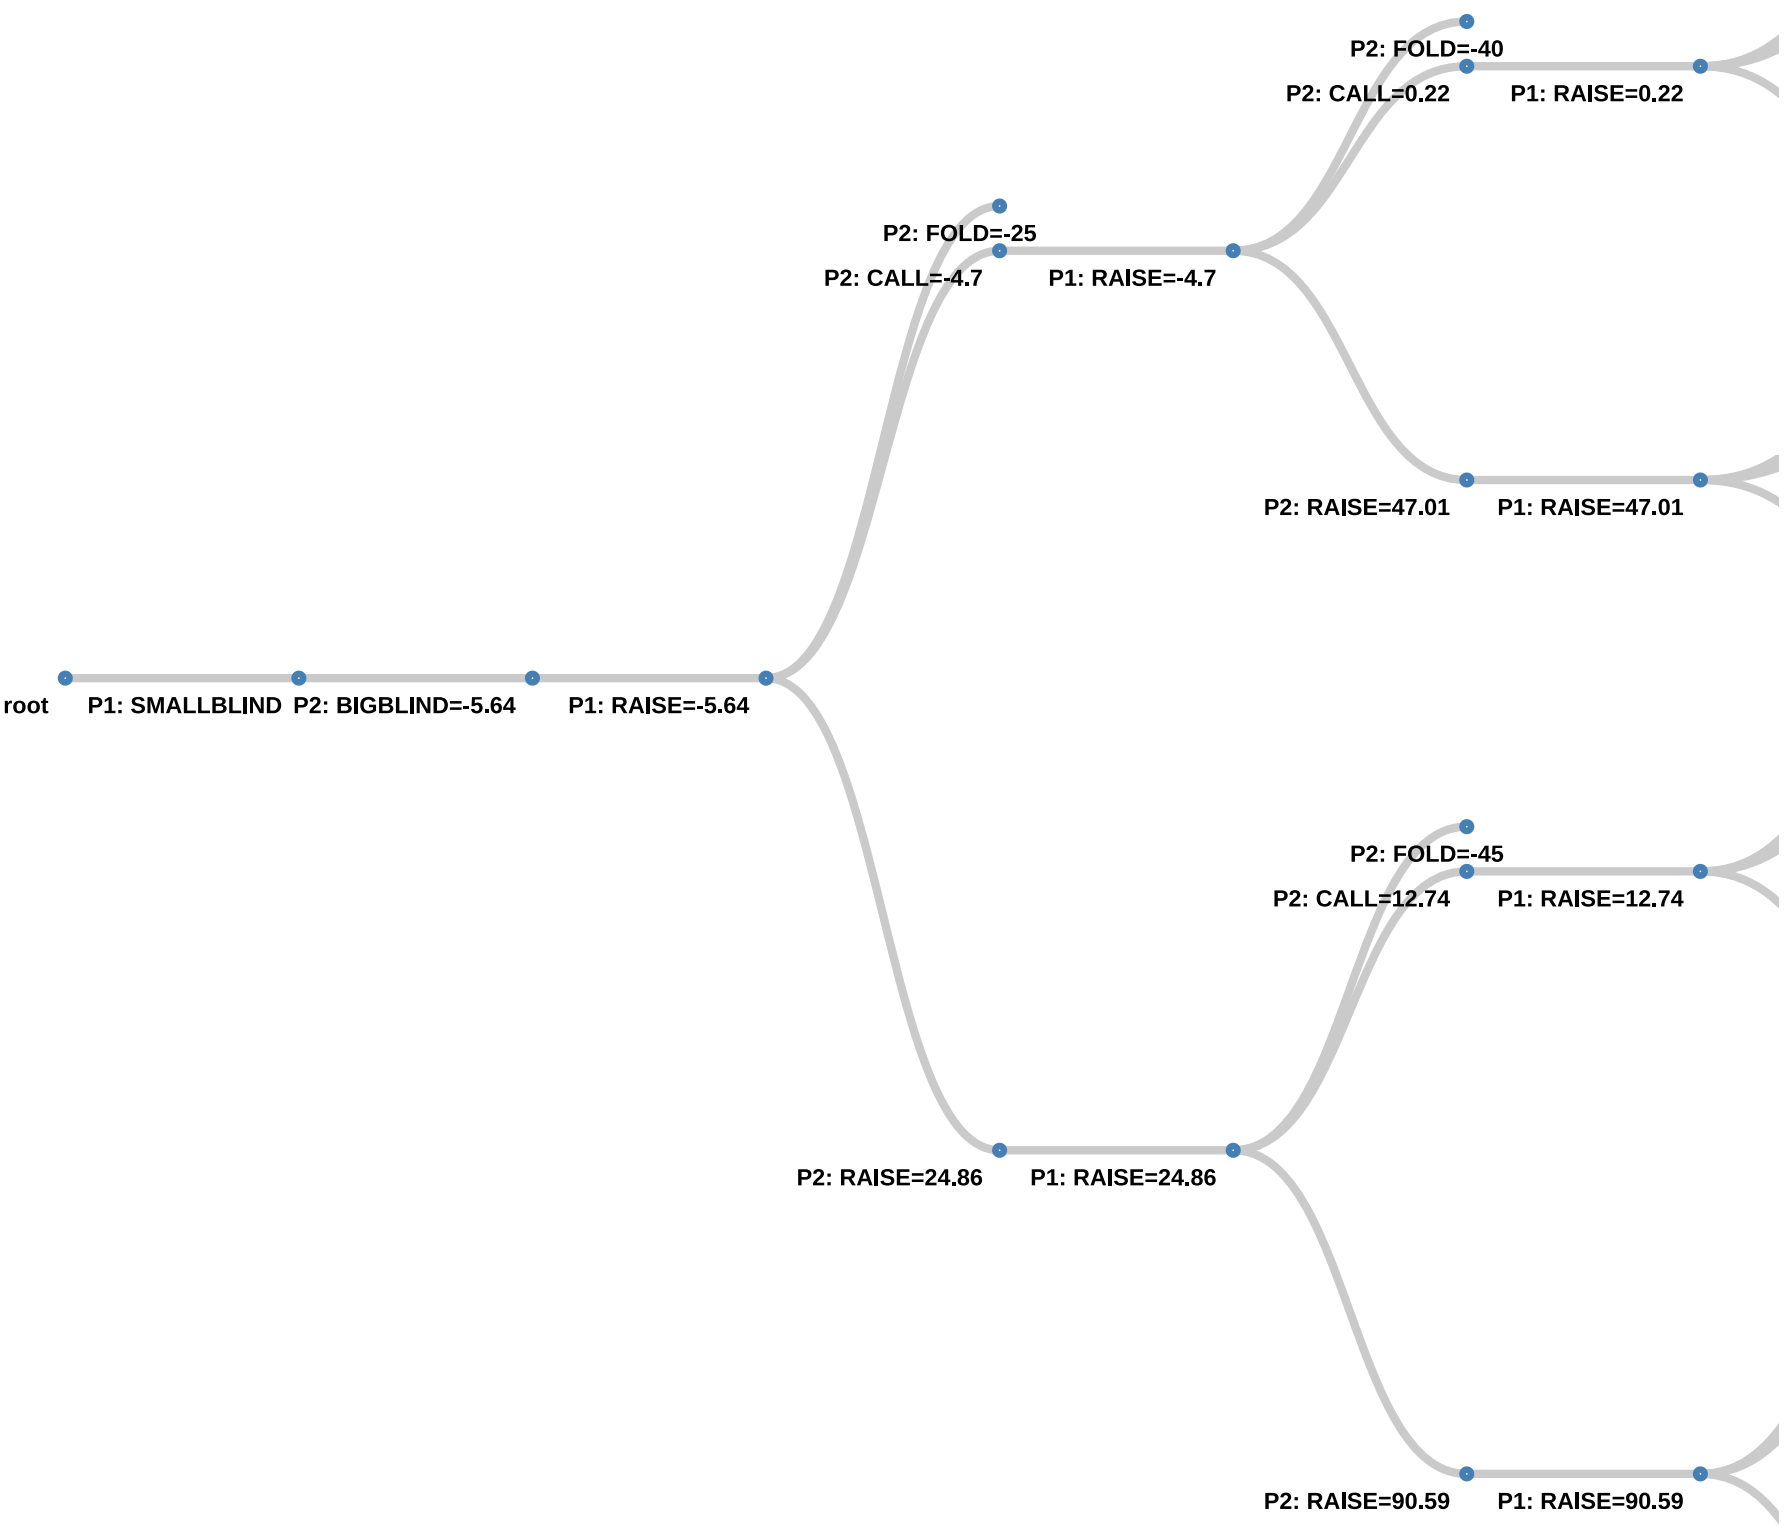 P2: FOLD=-40
P2: CALL=0.22
P1: RAISE=0.22
P2: FOLD=-25
P2: CALL=-4.7
P1: RAISE=-4.7
P2: RAISE=47.01
P1: RAISE=47.01
root
P1: SMALLBLIND
P2: BIGBLIND=-5.64
P1: RAISE=-5.64
P2: FOLD=-45
P2: CALL=12.74
P1: RAISE=12.74
P2: RAISE=24.86
P1: RAISE=24.86
P2: RAISE=90.59
P1: RAISE=90.59